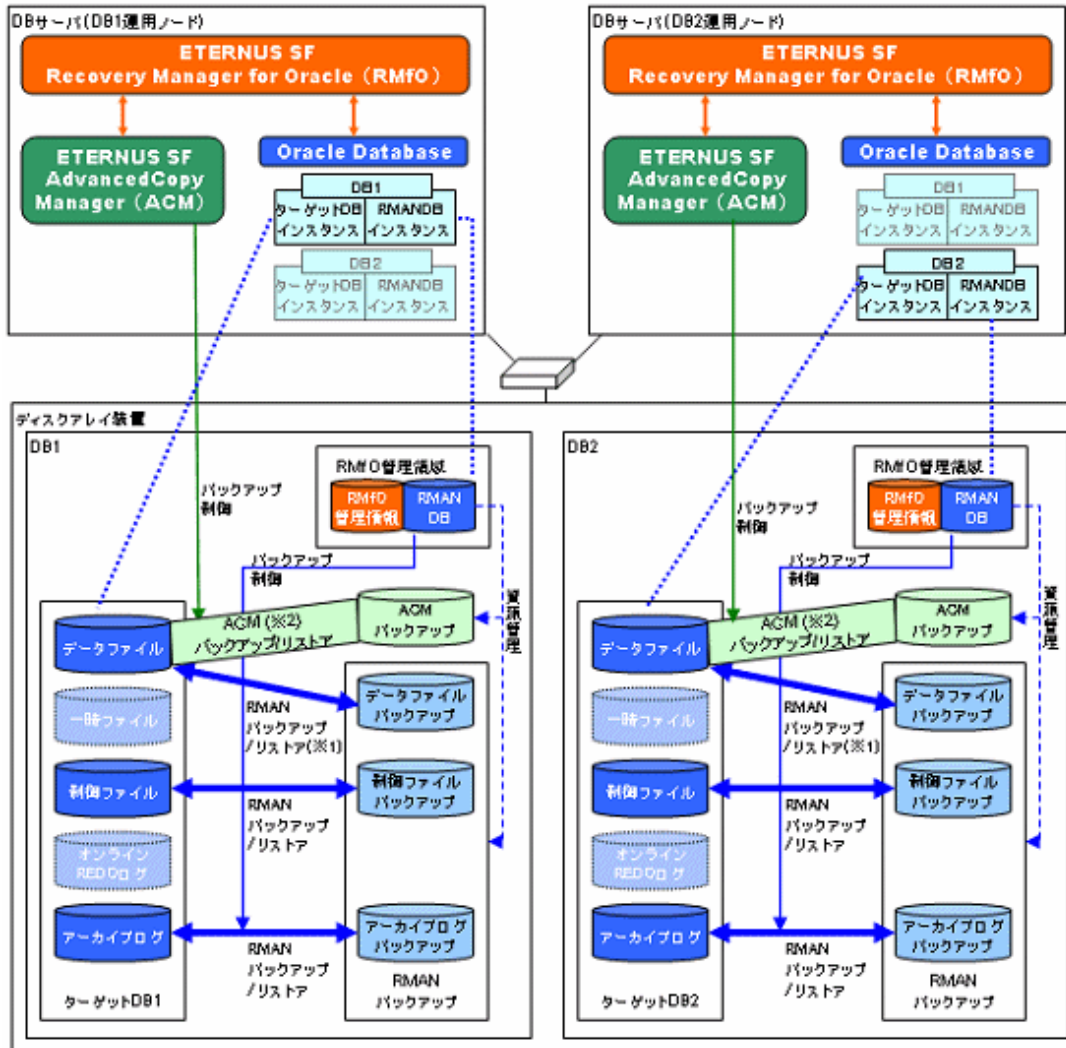 DBサーバ(DB1運用ノード)
ETERNUS SF
Recovery Manager for Oracle（RMfO）
ETERNUS SF
AdvancedCopy
Manager（ACM）
Oracle Database
DB1
ターゲットDB
インスタンス
RMANDB
インスタンス
DB2
ターゲットDB
インスタンス
RMANDB
インスタンス
DBサーバ(DB2運用ノード)
ETERNUS SF
Recovery Manager for Oracle（RMfO）
ETERNUS SF
AdvancedCopy
Manager（ACM）
Oracle Database
DB1
ターゲットDB
インスタンス
RMANDB
インスタンス
DB2
ターゲットDB
インスタンス
RMANDB
インスタンス
ディスクアレイ装置
DB1
RMfO管理領域
RMfO
管理情報
RMAN
DB
バックアップ
制御
バックアップ
制御
資源管理
ACM (※2)
バックアップ/リストア
ACM
バックアップ
データファイル
データファイル
バックアップ
一時ファイル
RMAN
バックアップ
/リストア(※1)
制御ファイル
制御ファイル
バックアップ
RMAN
バックアップ
/リストア
オンライン
REDOログ
アーカイブログ
アーカイブログ
バックアップ
RMAN
バックアップ
/リストア
RMAN
バックアップ
ターゲットDB1
DB2
RMfO管理領域
RMfO
管理情報
RMAN
DB
バックアップ
制御
バックアップ
制御
資源管理
ACM (※2)
バックアップ/リストア
ACM
バックアップ
データファイル
データファイル
バックアップ
一時ファイル
RMAN
バックアップ
/リストア(※1)
制御ファイル
制御ファイル
バックアップ
RMAN
バックアップ
/リストア
オンライン
REDOログ
アーカイブログ
アーカイブログ
バックアップ
RMAN
バックアップ
/リストア
RMAN
バックアップ
ターゲットDB2